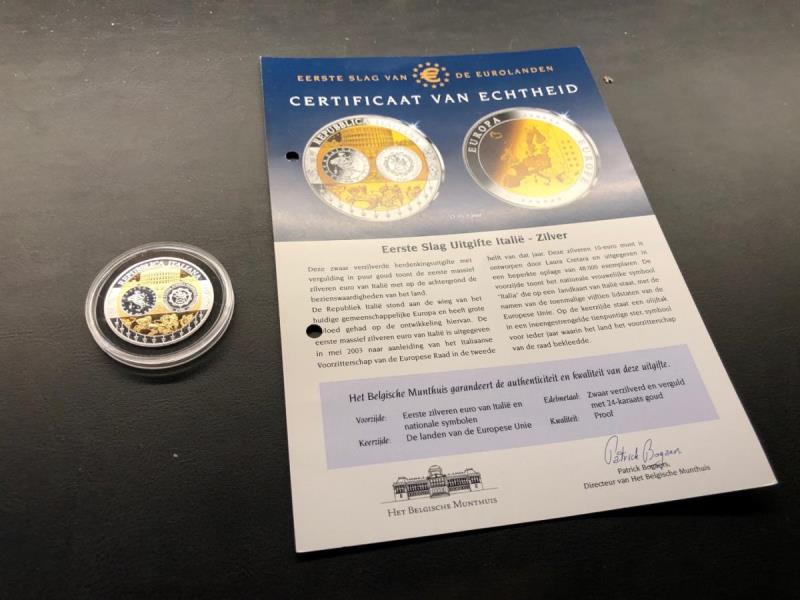 EERSTE SLAG VAN € DE EUROLANDEN
CERTIFICAAT VAN ECHTHEID
REPUBBLICA ITALIANA
EUROPA
EUROPA
Eerste Slag Uitgifte Italië - Zilver
Deze zwaar verzilverde herdenkingsuitgifte met
vergulding in puur goud toont de eerste massief
zilveren euro van Italië met op de achtergrond de
bezienswaardigheden van het land.
De Republiek Italië stond aan de wieg van het
huidige gemeenschappelijke Europa en heeft grote
vloed gehad op de ontwikkeling hiervan. De
eerste massief zilveren euro van Italië is uitgegeven
in mei 2003 naar aanleiding van het Italiaanse
Voorzitterschap van de Europese Raad in de tweede
helft van dat jaar. Deze zilveren 10-euro munt is
ontworpen door Laura Cretara en uitgegeven in
een beperkte oplage van 48.000 exemplaren. De
voorzijde toont het nationale vrouwelijke symbool
'Italia' die op een landkaart van Italië staat, met de
namen van de toenmalige vijftien lidstaten van de
Europese Unie. Op de keerzijde staat een olijftak
in een ineengestrengelde tienpuntige ster, symbool
voor ieder jaar waarin het land het voorzitterschap
van de raad bekleedde.
Het Belgische Munthuis garandeert de authenticiteit en kwaliteit van deze uitgifte.
Voorzijde: Eerste zilveren euro van Italië en
nationale symbolen
Keerzijde: De landen van de Europese Unie
Edelmetaal: Zwaar verzilverd en verguld
met 24-karaats goud
Kwaliteit: Proof
Patrick Bogaers,
Directeur van Het Belgische Munthuis
HET BELGISCHE MUNTHUIS
REPUBBLICA ITALIANA